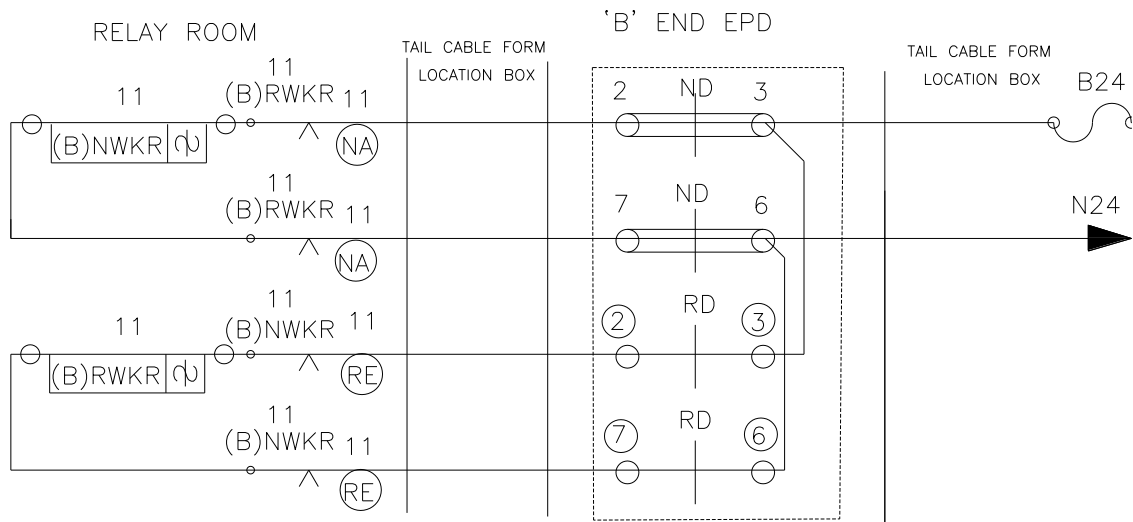 RELAY ROOM
'B' END EPD
TAIL CABLE FORM
LOCATION BOX
TAIL CABLE FORM
LOCATION BOX
11
11
(B)RWKR 11
2 ND 3
B24
(B)NWKR
NA
11
(B)RWKR 11
7 ND 6
N24
NA
11
11
(B)NWKR 11
2 RD 3
(B)RWKR
RE
11
(B)NWKR 11
7 RD 6
RE